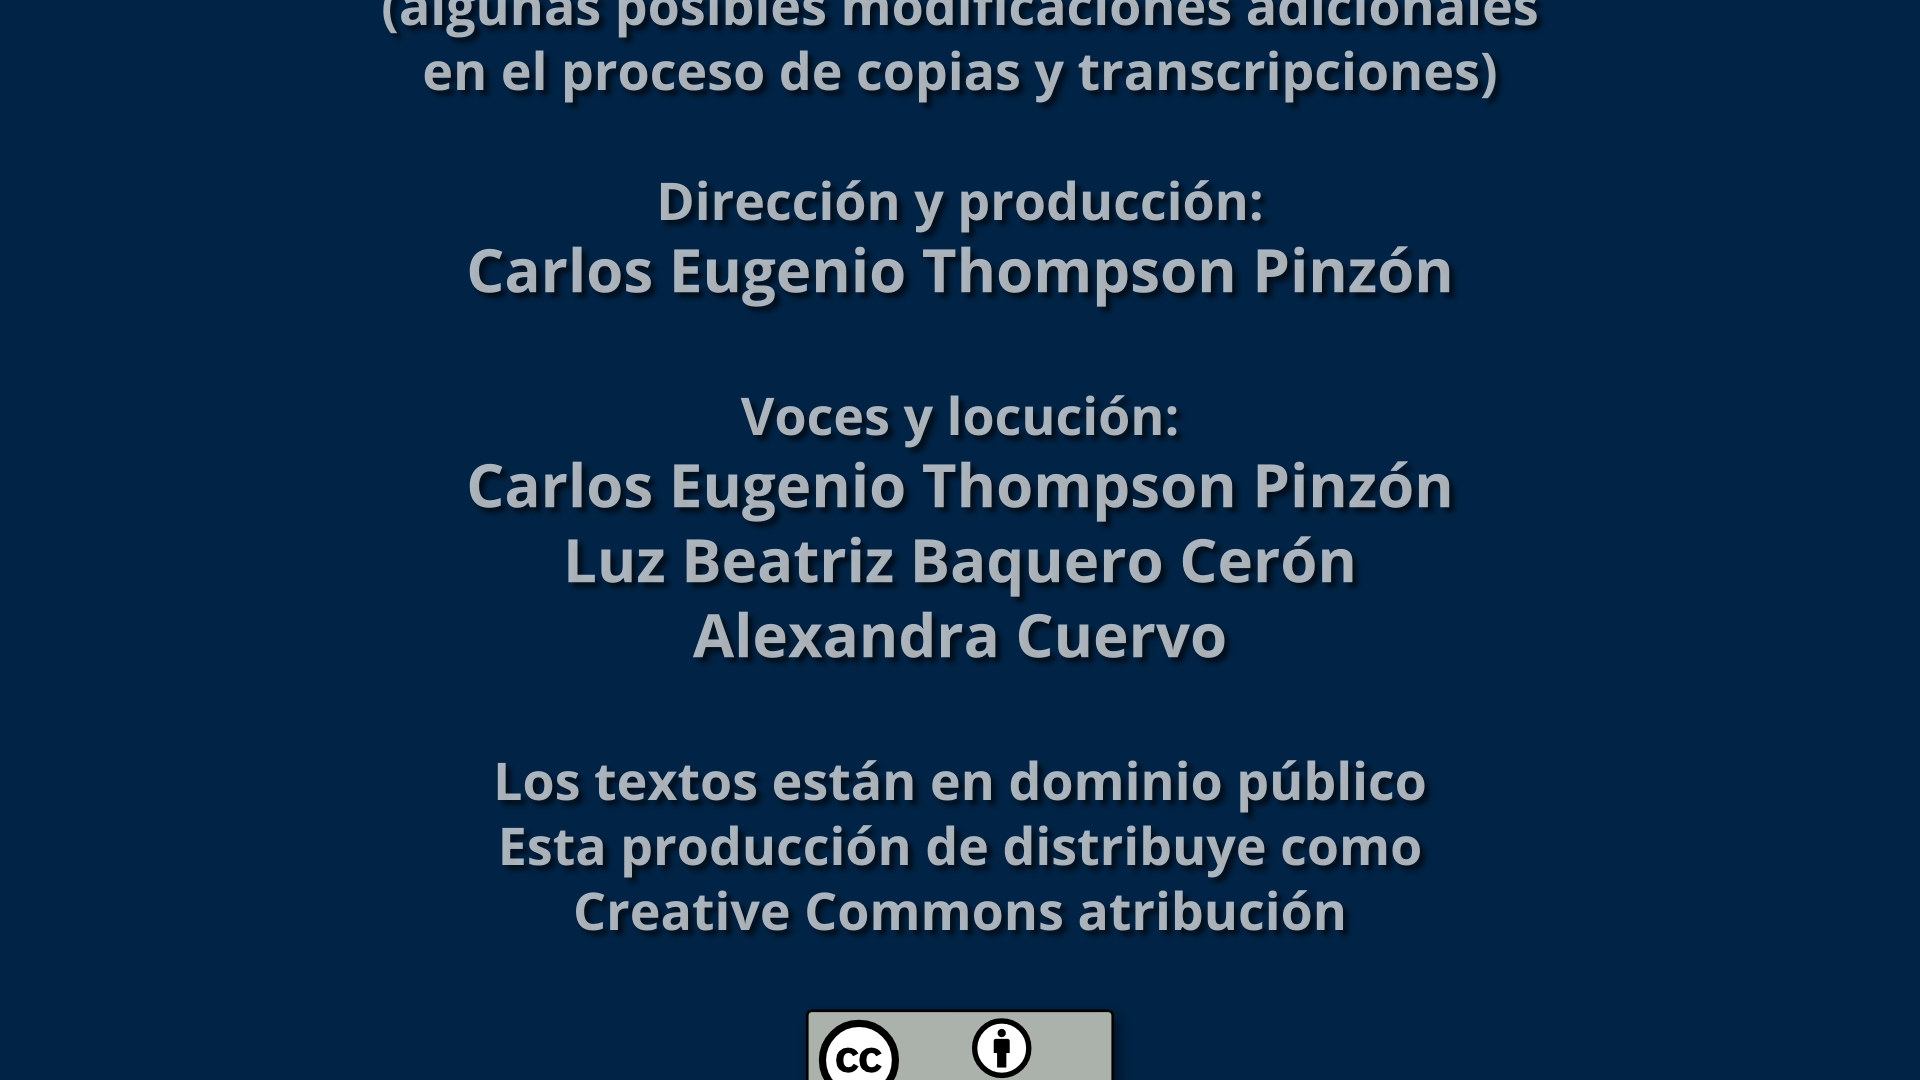 (algunas posibles modificaciones adicionales
en el proceso de copias y transcripciones)
Dirección y producción:
Carlos Eugenio Thompson Pinzón
Voces y locución:
Carlos Eugenio Thompson Pinzón
Luz Beatriz Baquero Cerón
Alexandra Cuervo
Los textos están en dominio público
Esta producción de distribuye como
Creative Commons atribución
cc